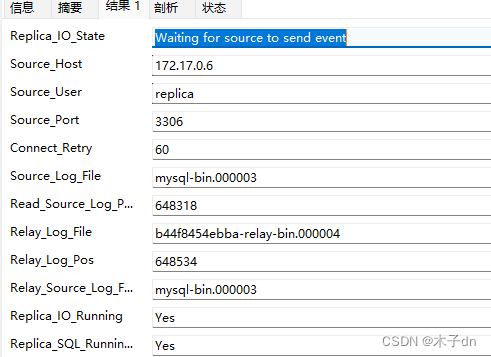 信息 摘要 结果 1 剖析 状态
Replica_IO_State Waiting for source to send event
Source_Host 172.17.0.6
Source_User replica
Source_Port 3306
Connect_Retry 60
Source_Log_File mysql-bin.000003
Read_Source_Log_P... 648318
Relay_Log_File b44f8454ebba-relay-bin.000004
Relay_Log_Pos 648534
Relay_Source_Log_F... mysql-bin.000003
Replica_IO_Running Yes
Replica_SQL_Runnin... Yes
CSDN @木子dn